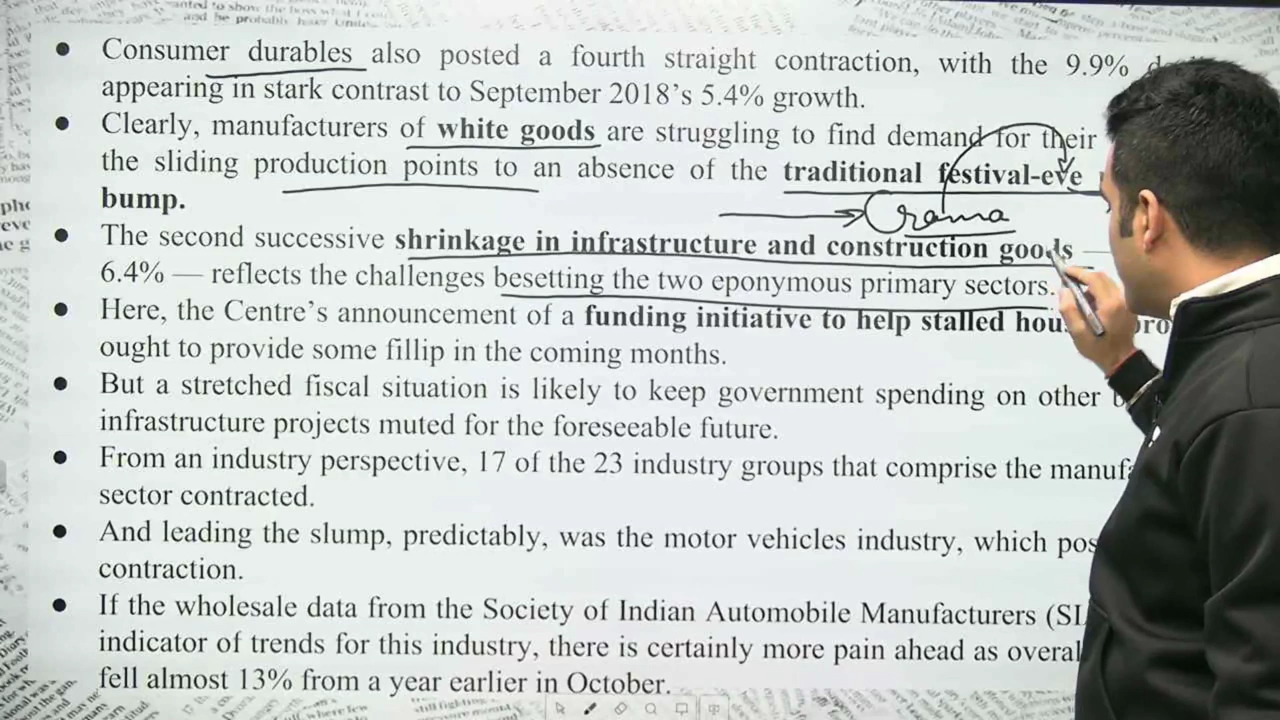 • Consumer durables also posted a fourth straight contraction, with the 9.9%
appearing in stark contrast to September 2018's 5.4% growth.
• Clearly, manufacturers of white goods are struggling to find demand for their
the sliding production points to an absence of the traditional festival-eve
bump.
• The second successive shrinkage in infrastructure and construction goods —
6.4% — reflects the challenges besetting the two eponymous primary sectors.
• Here, the Centre's announcement of a funding initiative to help stalled
ought to provide some fillip in the coming months.
• But a stretched fiscal situation is likely to keep government spending on other
infrastructure projects muted for the foreseeable future.
• From an industry perspective, 17 of the 23 industry groups that comprise the
sector contracted.
• And leading the slump, predictably, was the motor vehicles industry, which
contraction.
• If the wholesale data from the Society of Indian Automobile Manufacturers
indicator of trends for this industry, there is certainly more pain ahead as
fell almost 13% from a year earlier in October.